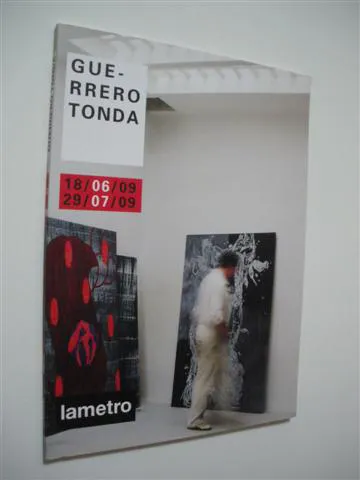 GUE-
RRERO
TONDA
18/06/09
29/07/09
lametro